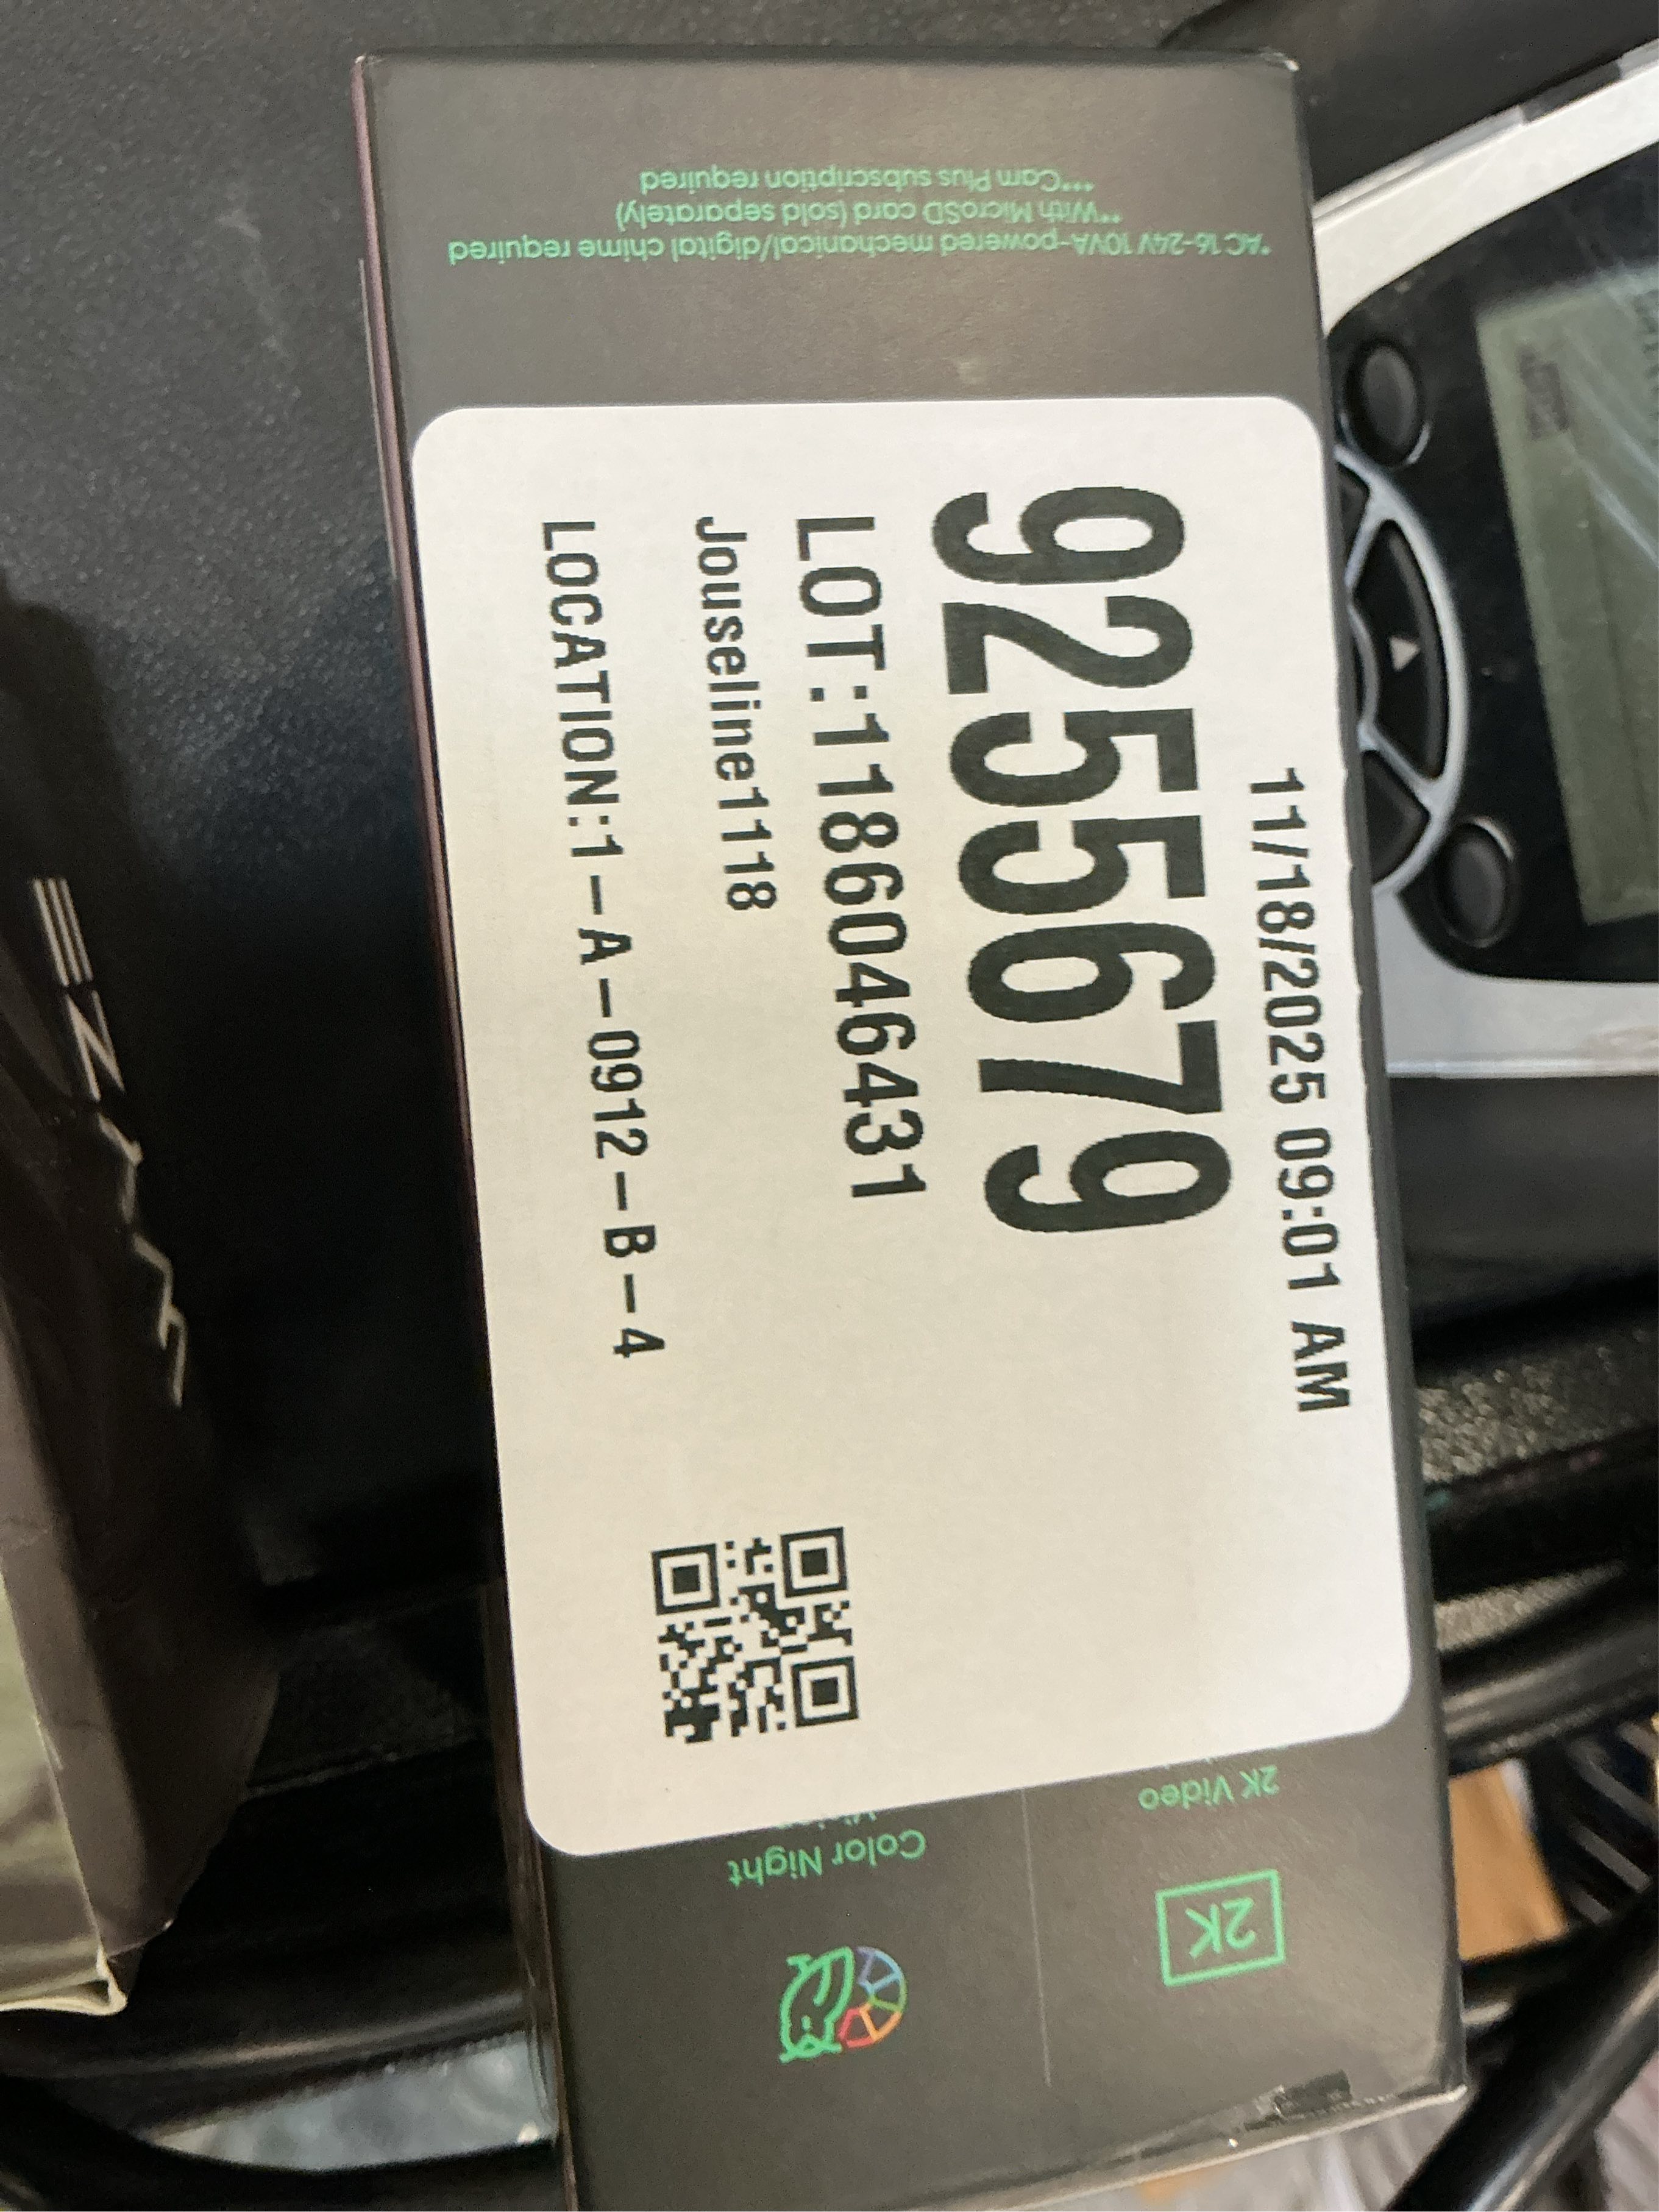 11/18/2025 09:01 AM
9255679
LOT:1186046431
Jouseline1118
LOCATION:1-A-0912-B-4
2K
2K Video
Color Night
*AC 16-24V 10VA-powered mechanical/digital chime required
**With MicroSD card (sold separately)
***Cam Plus subscription required